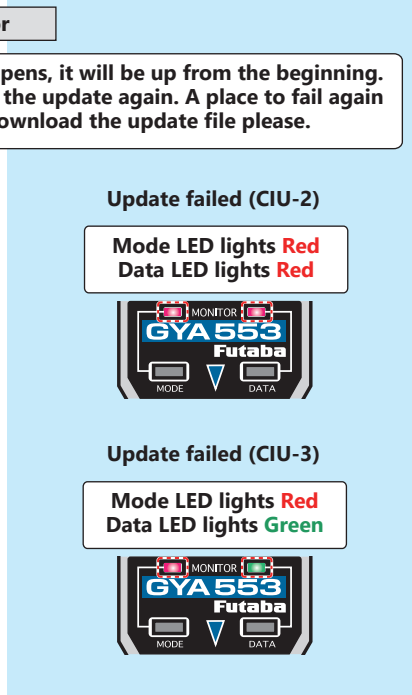 r
pens, it will be up from the beginning.
the update again. A place to fail again
ownload the update file please.
Update failed (CIU-2)
Mode LED lights Red
Data LED lights Red
MONITOR
GYA553
Futaba
MODE DATA
Update failed (CIU-3)
Mode LED lights Red
Data LED lights Green
MONITOR
GYA553
Futaba
MODE DATA